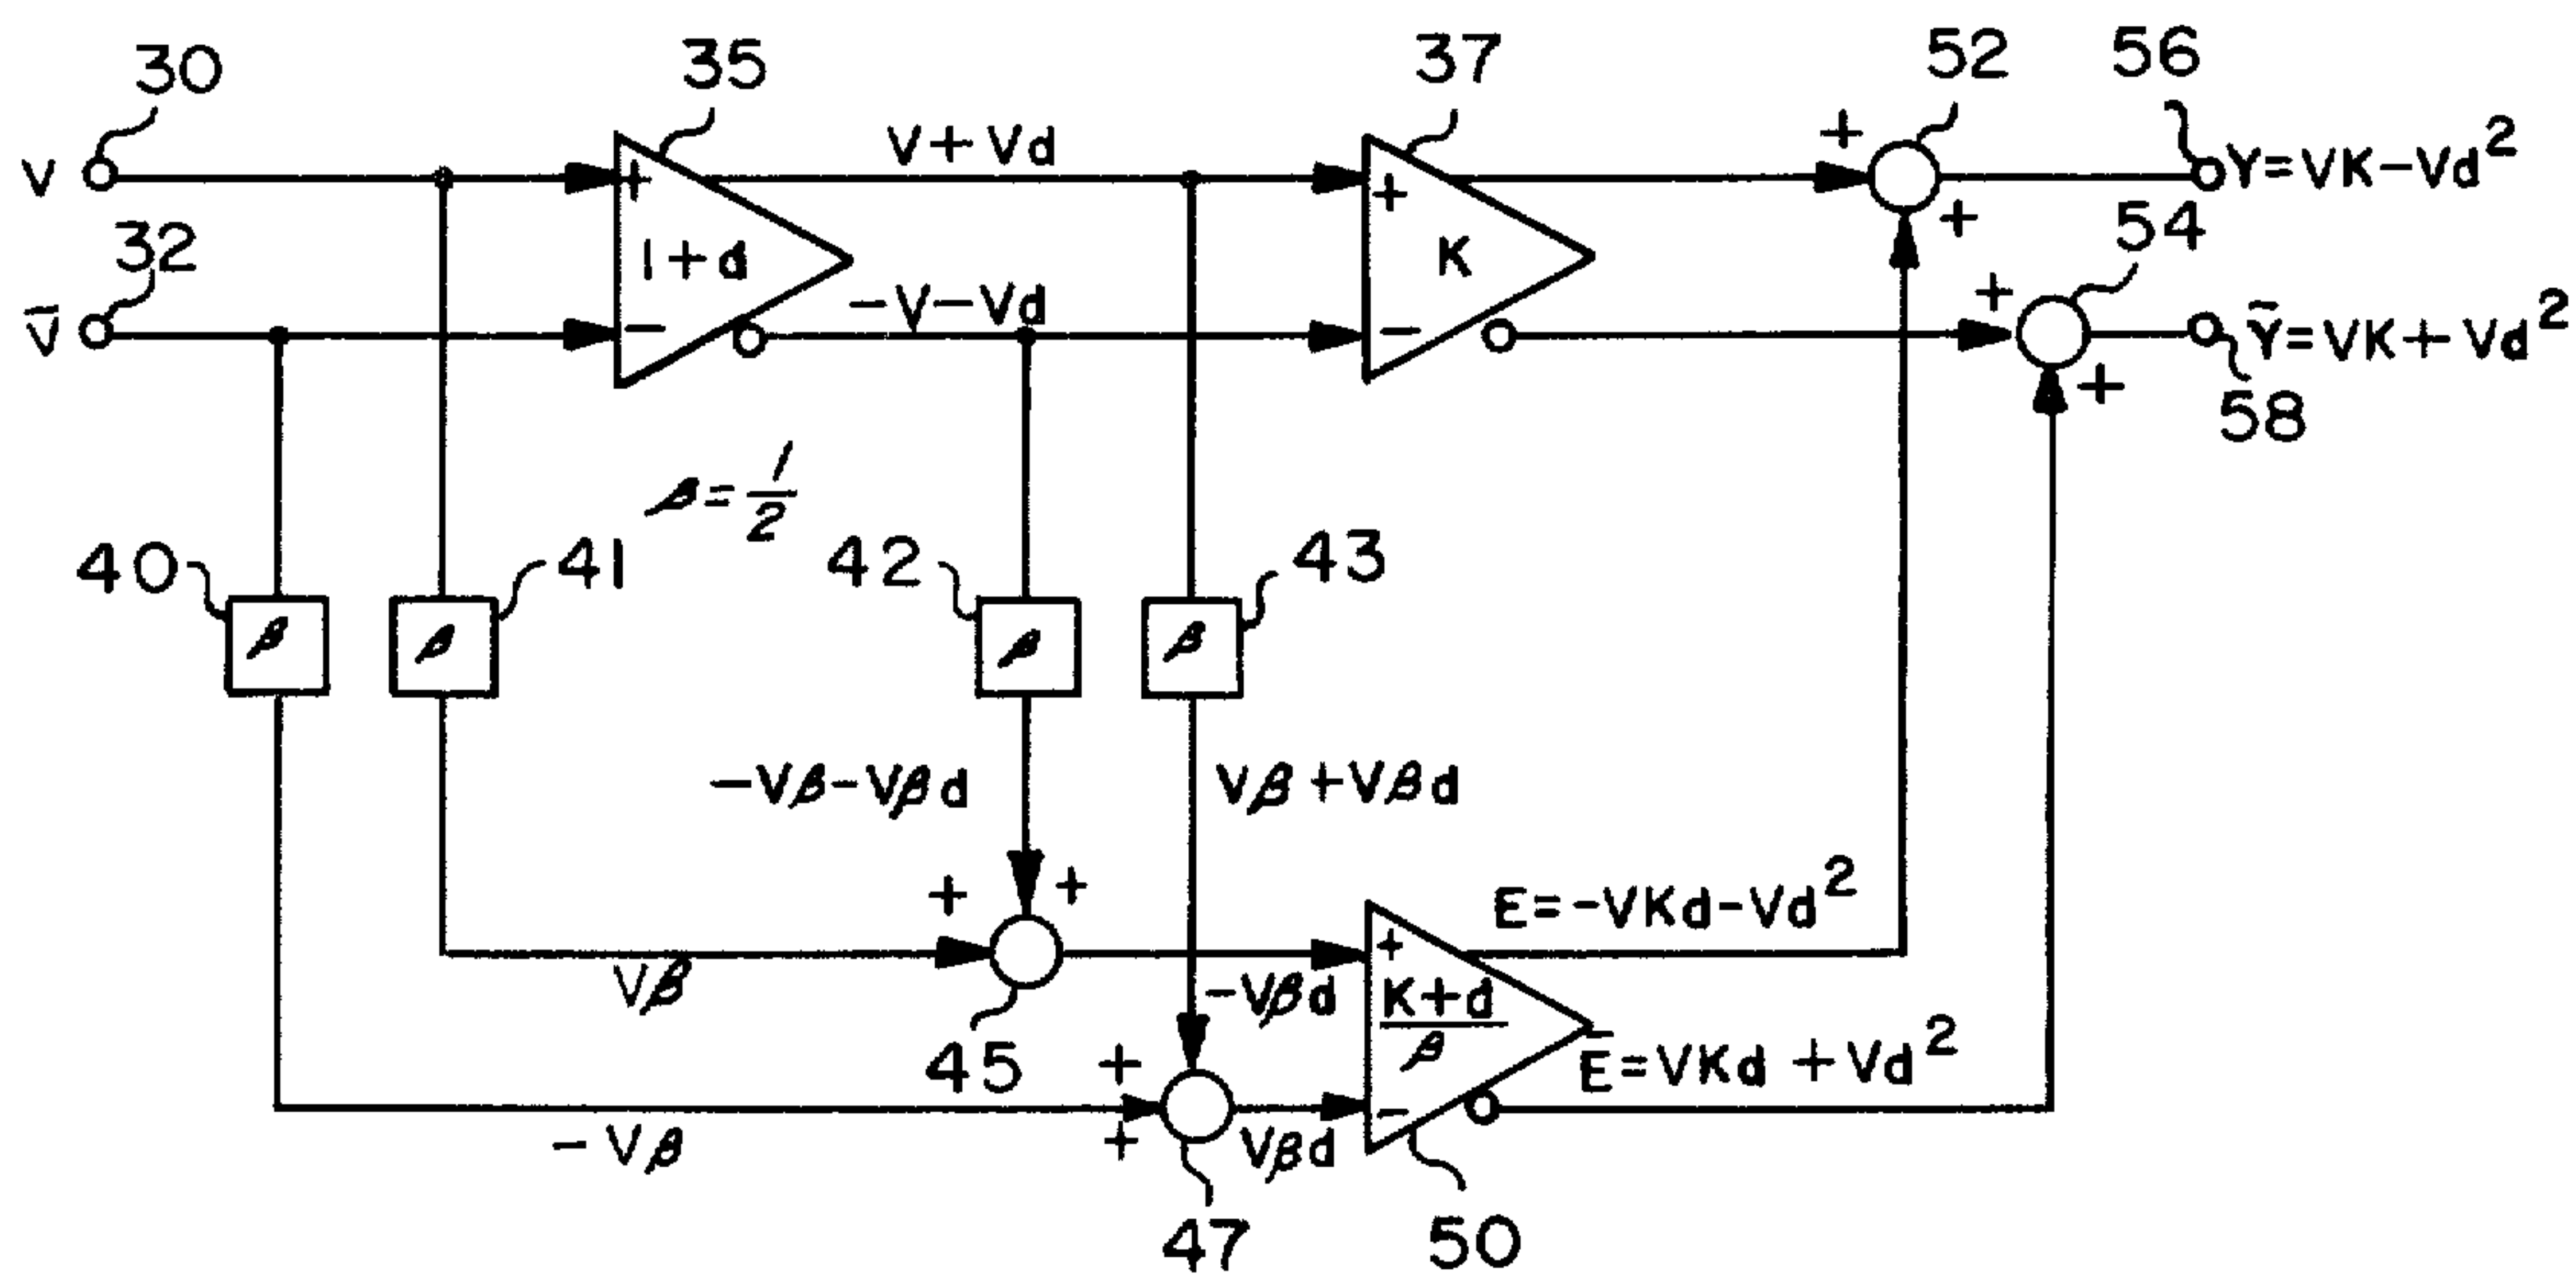 30
35
37
52
56
V
+
1+d
V+Vd
+
K
+
+
Y=VK-Vd²
32
V̄
-
-V-Vd
-
54
+
+
Ỹ=VK+Vd²
58
β=1/2
40
41
42
43
β
β
β
β
-Vβ-Vβd
Vβ+Vβd
+
+
Vβ
45
-Vβd
+
K+d/β
-
E=-VKd-Vd²
Ē=VKd+Vd²
+
+
-Vβ
47
Vβd
50